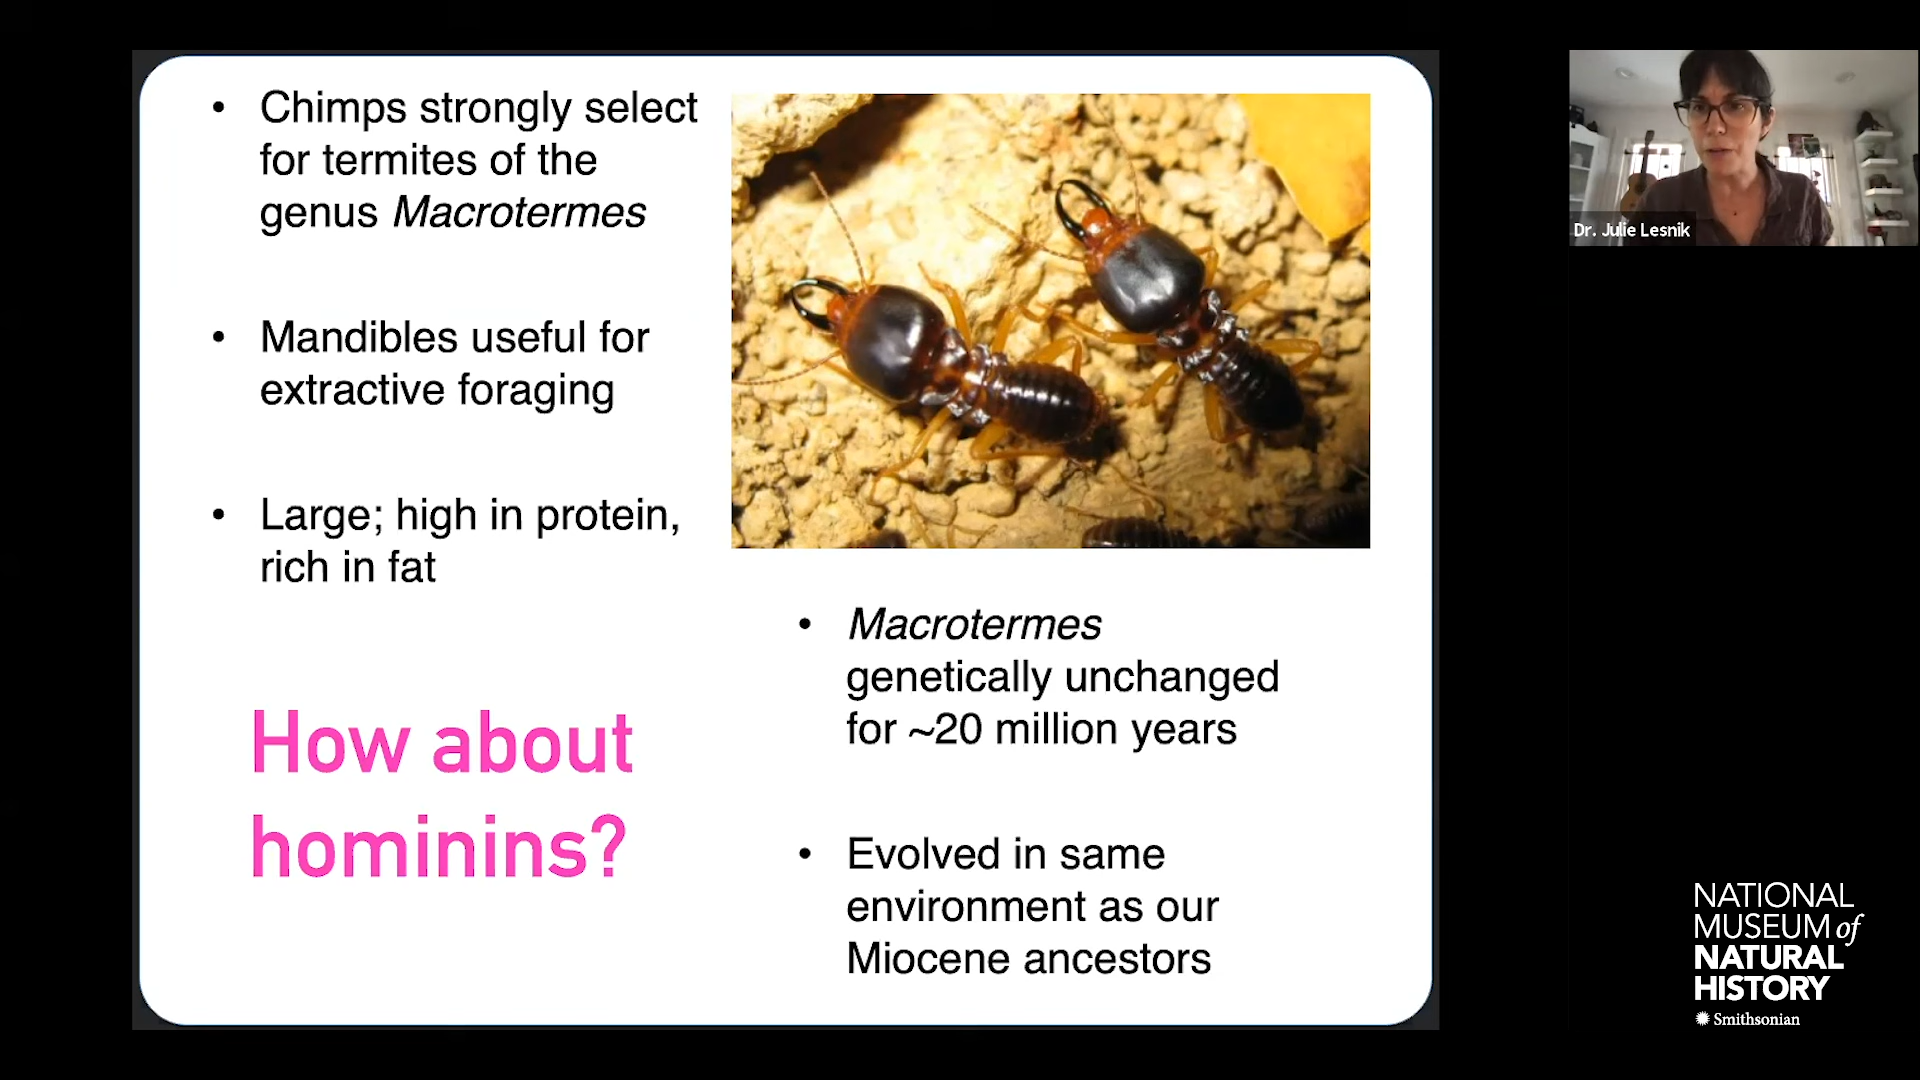 • Chimps strongly select
for termites of the
genus Macrotermes
• Mandibles useful for
extractive foraging
• Large; high in protein,
rich in fat
How about
hominins?
• Macrotermes
genetically unchanged
for ~20 million years
• Evolved in same
environment as our
Miocene ancestors
Dr. Julie Lesnik
NATIONAL
MUSEUM of
NATURAL
HISTORY
Smithsonian